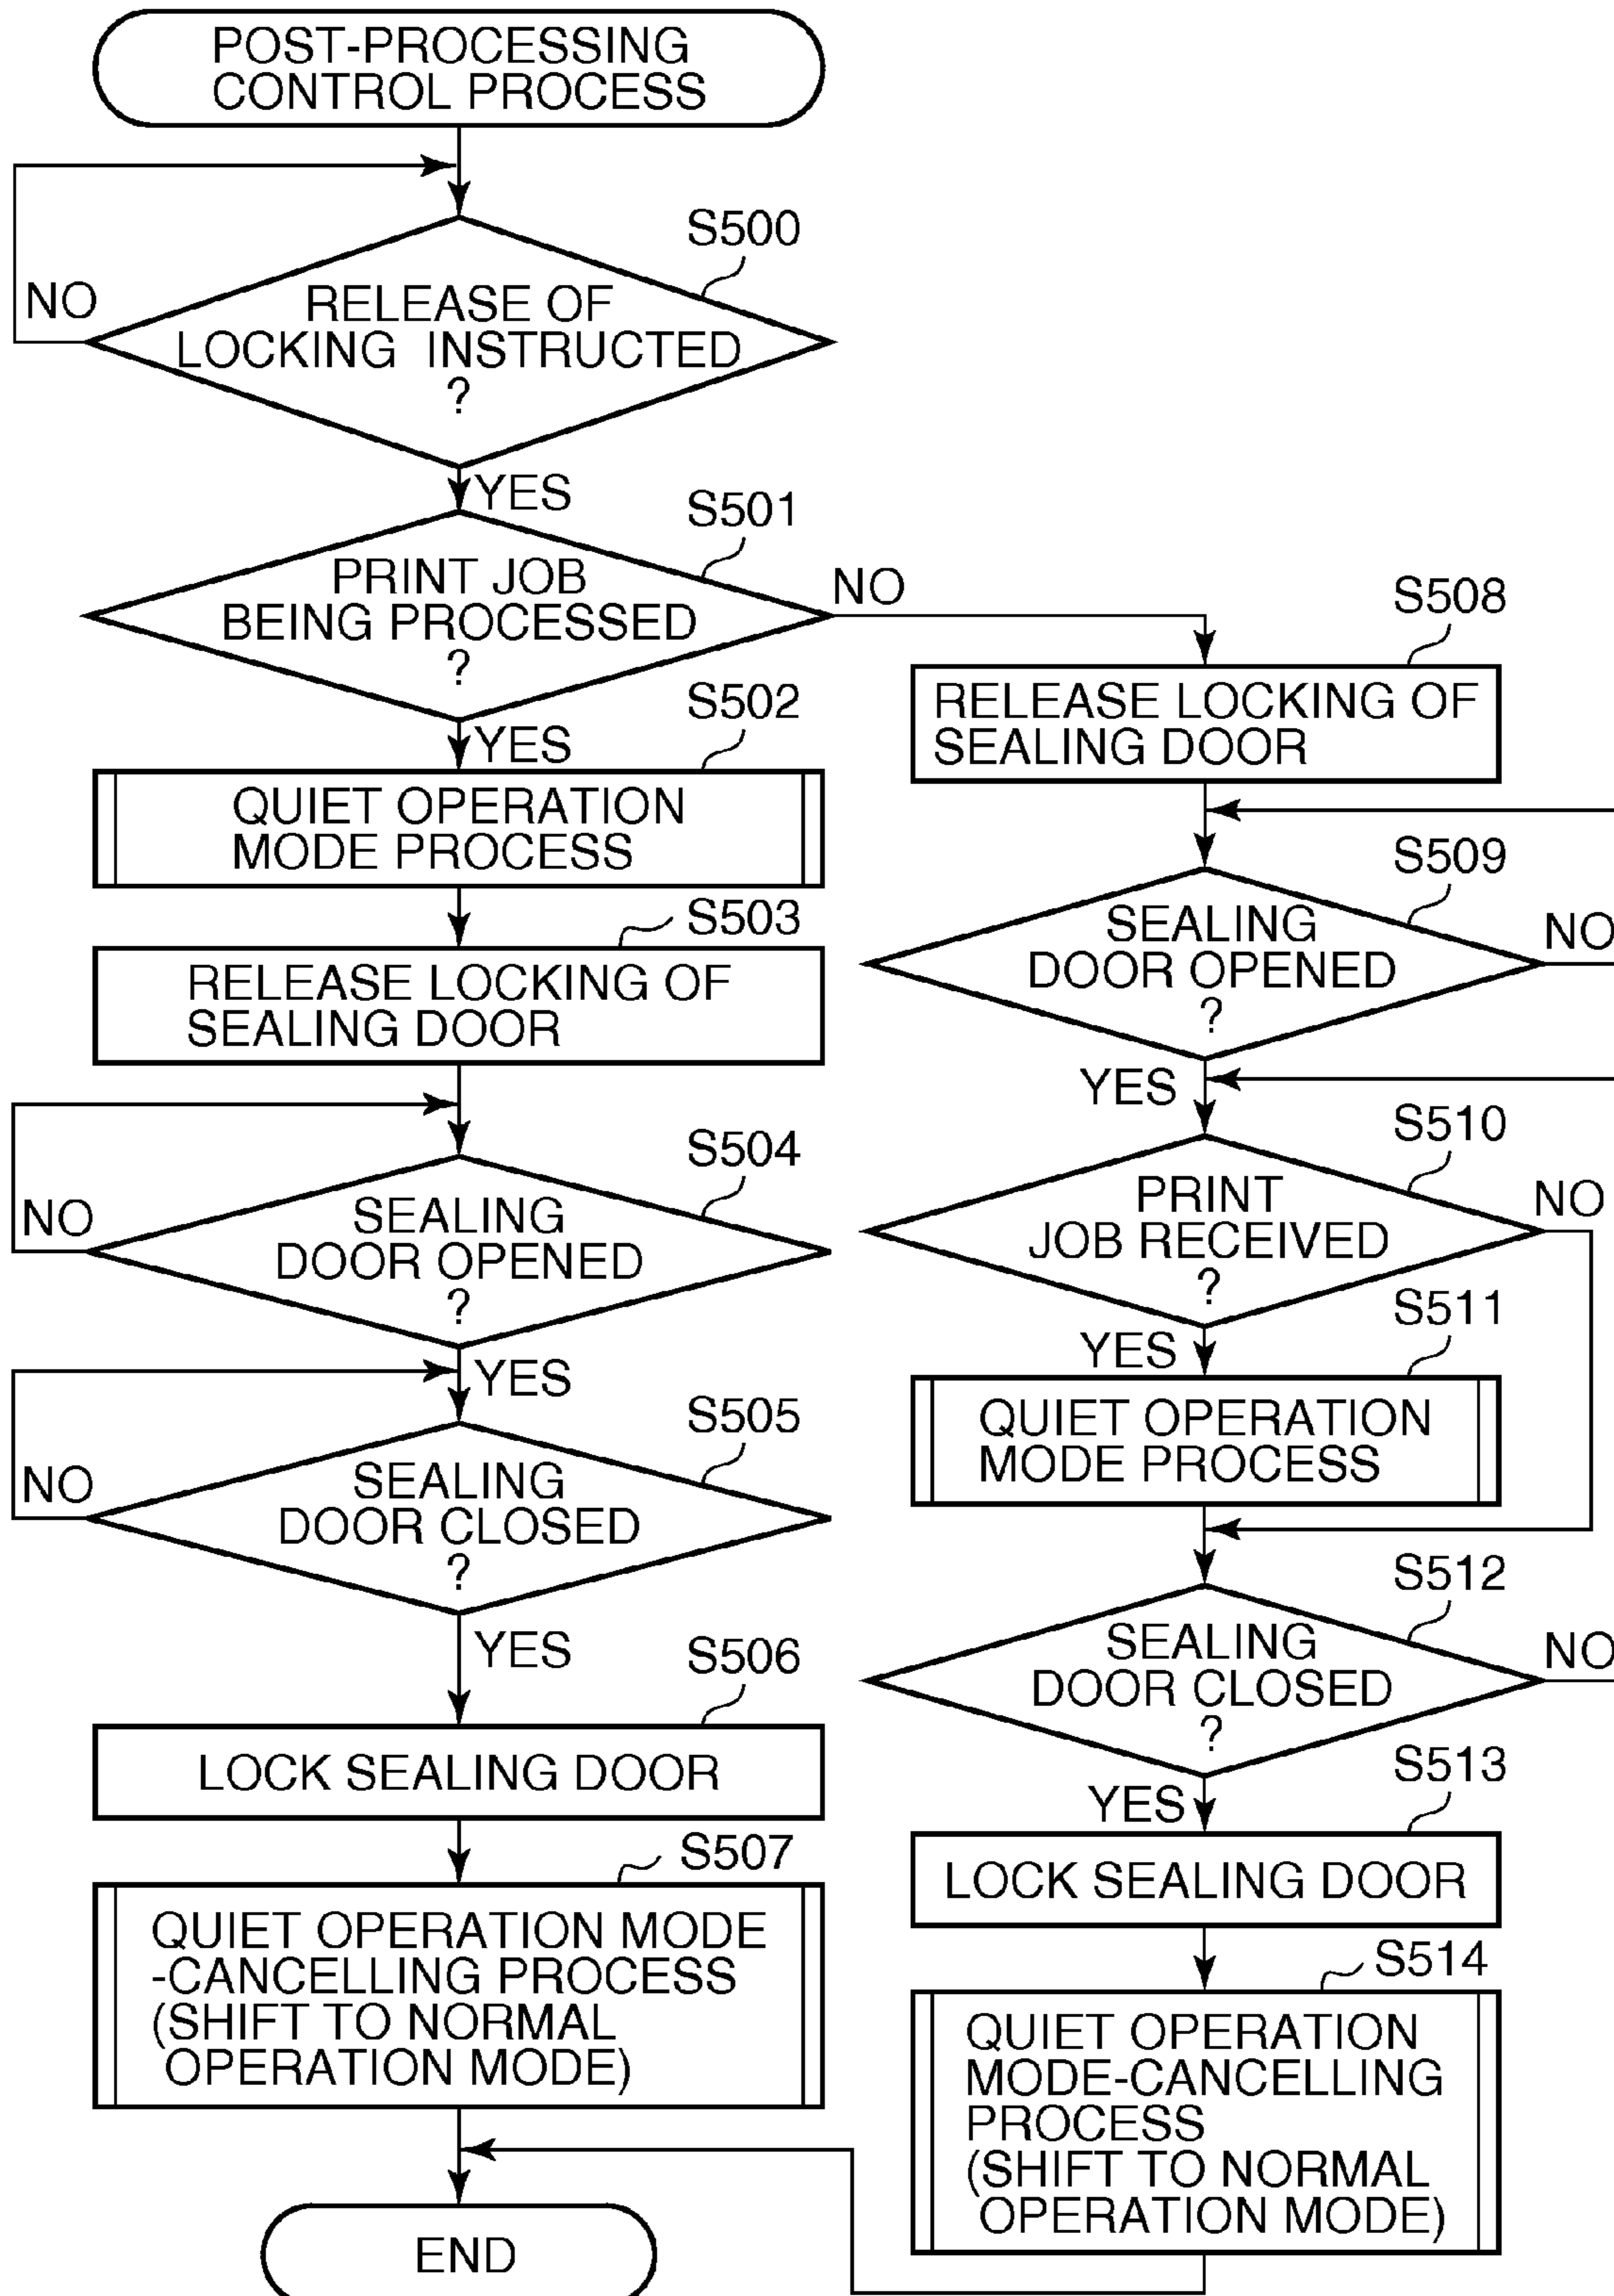 POST-PROCESSING
CONTROL PROCESS
S500
NO
RELEASE OF
LOCKING INSTRUCTED
?
YES
S501
PRINT JOB
BEING PROCESSED
?
NO
YES
S502
QUIET OPERATION
MODE PROCESS
S503
RELEASE LOCKING OF
SEALING DOOR
S504
NO
SEALING
DOOR OPENED
?
YES
S505
NO
SEALING
DOOR CLOSED
?
YES
S506
LOCK SEALING DOOR
S507
QUIET OPERATION MODE
-CANCELLING PROCESS
(SHIFT TO NORMAL
OPERATION MODE)
END
S508
RELEASE LOCKING OF
SEALING DOOR
S509
SEALING
DOOR OPENED
?
NO
YES
S510
PRINT
JOB RECEIVED
?
NO
YES
S511
QUIET OPERATION
MODE PROCESS
S512
SEALING
DOOR CLOSED
?
NO
YES
S513
LOCK SEALING DOOR
S514
QUIET OPERATION
MODE-CANCELLING
PROCESS
(SHIFT TO NORMAL
OPERATION MODE)